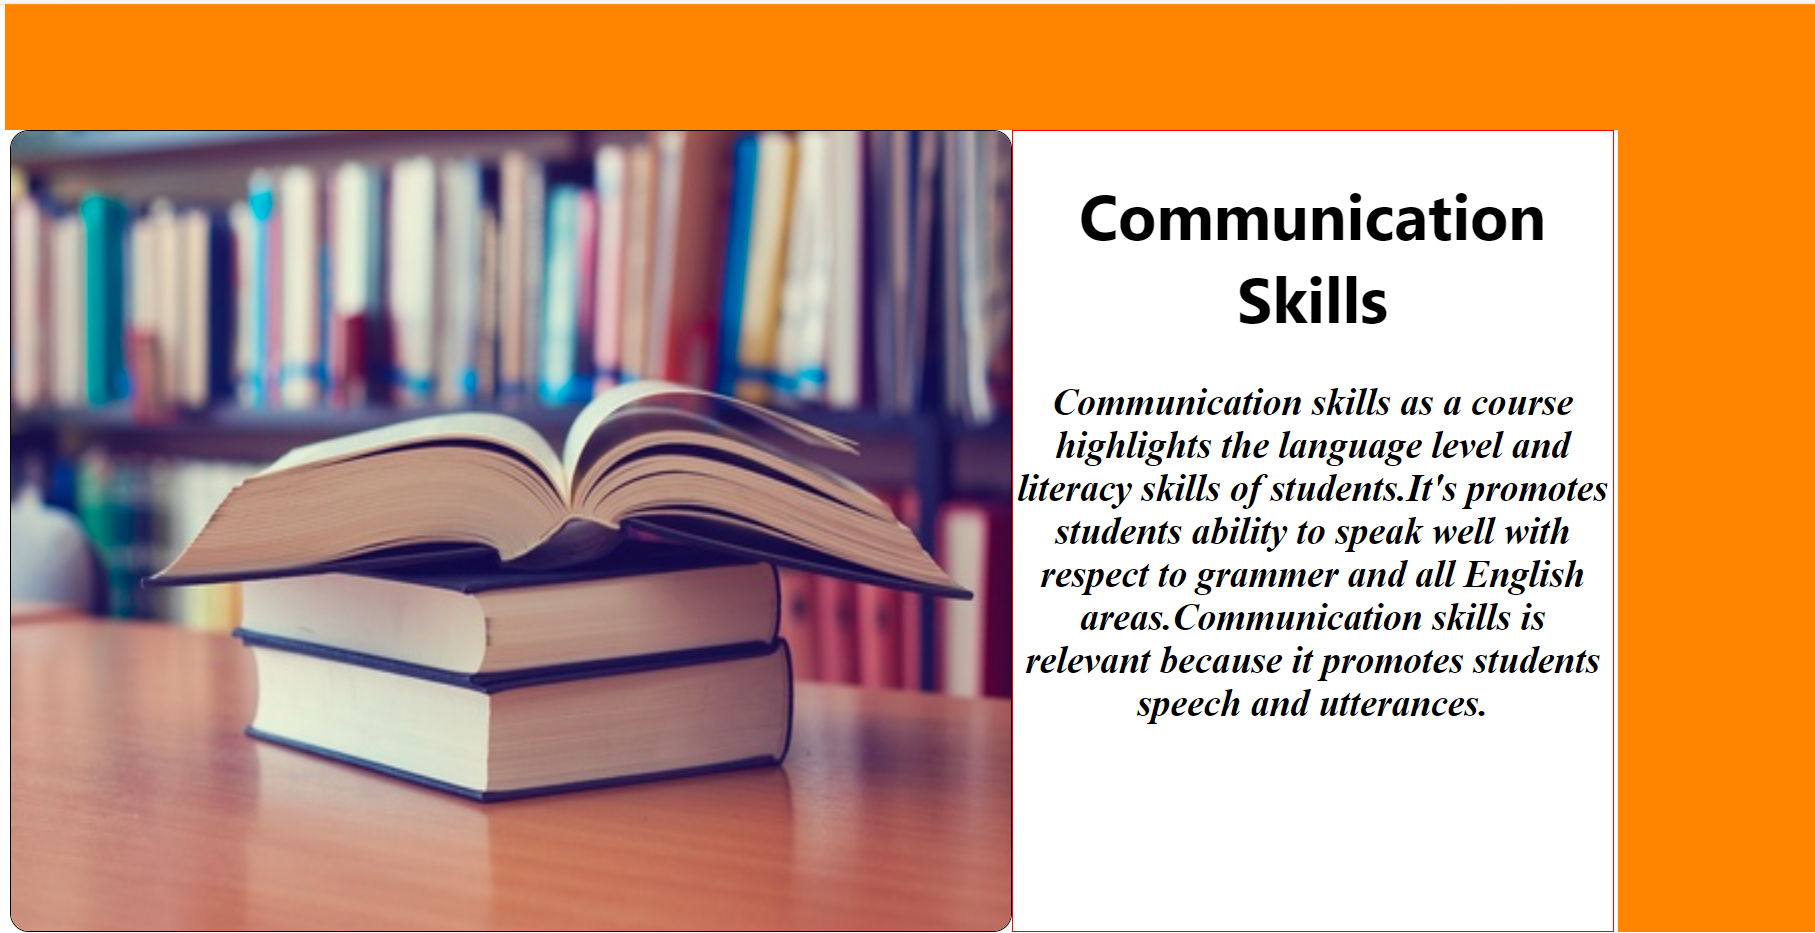 Communication
Skills
Communication skills as a course
highlights the language level and
literacy skills of students.It's promotes
students ability to speak well with
respect to grammer and all English
areas.Communication skills is
relevant because it promotes students
speech and utterances.